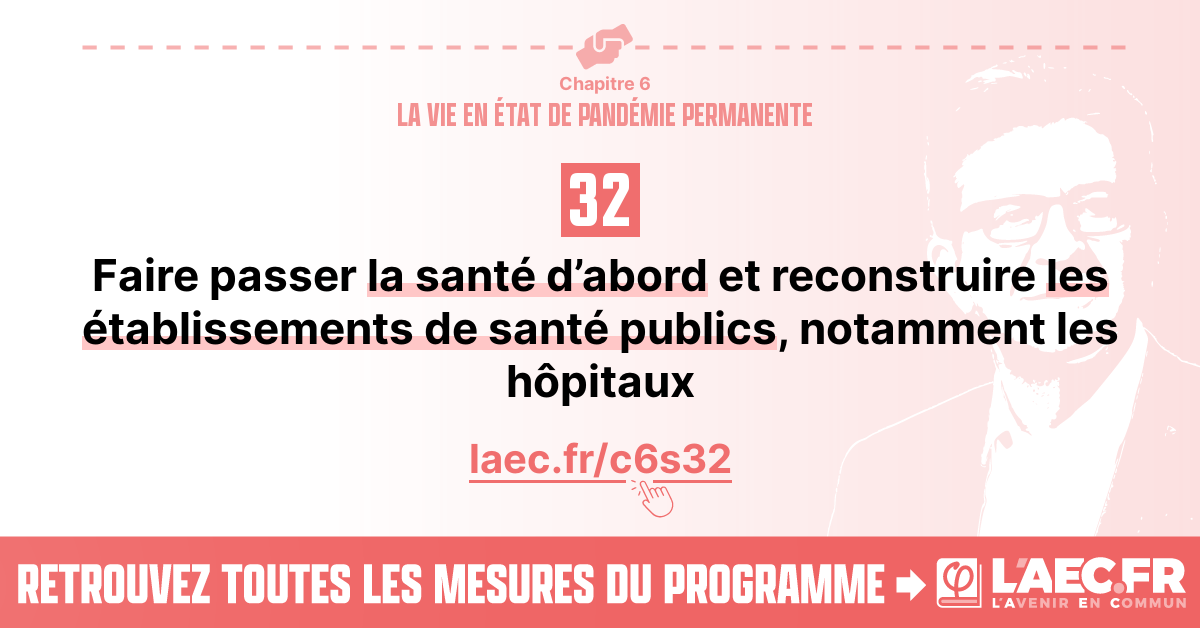 Chapitre 6
LA VIE EN ÉTAT DE PANDÉMIE PERMANENTE
32
Faire passer la santé d’abord et reconstruire les
établissements de santé publics, notamment les
hôpitaux
laec.fr/c6s32
RETROUVEZ TOUTES LES MESURES DU PROGRAMME
φ L'AEC.FR
L'AVENIR EN COMMUN